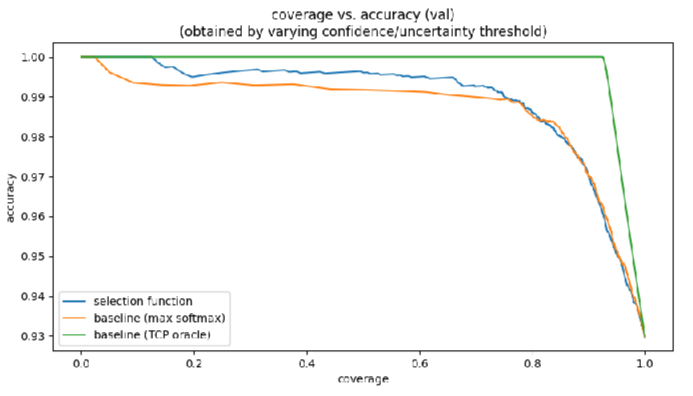 coverage vs. accuracy (val)
(obtained by varying confidence/uncertainty threshold)
1.00
0.99
0.98
0.97
0.96
0.95
0.94
0.93
accuracy
selection function
baseline (max softmax)
baseline (TCP oracle)
0.0 0.2 0.4 0.6 0.8 1.0
coverage